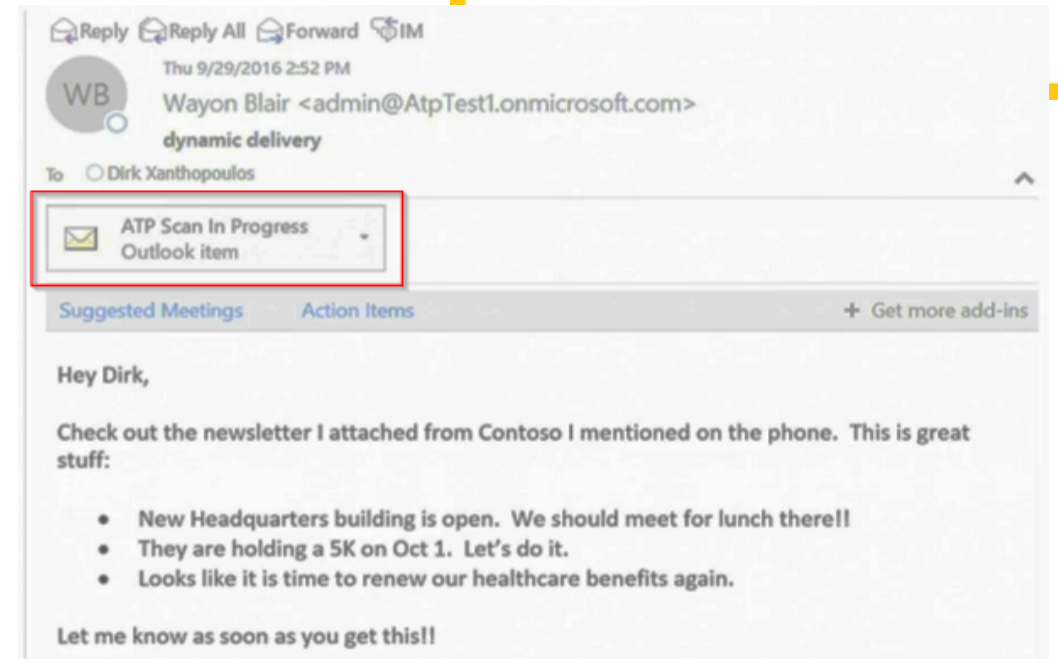 Reply Reply All Forward IM
Thu 9/29/2016 2:52 PM
WB
Wayon Blair <admin@AtpTest1.onmicrosoft.com>
dynamic delivery
To Dirk Xanthopoulos
ATP Scan In Progress
Outlook item
Suggested Meetings Action Items + Get more add-ins
Hey Dirk,
Check out the newsletter I attached from Contoso I mentioned on the phone. This is great
stuff:
• New Headquarters building is open. We should meet for lunch there!!
• They are holding a 5K on Oct 1. Let's do it.
• Looks like it is time to renew our healthcare benefits again.
Let me know as soon as you get this!!